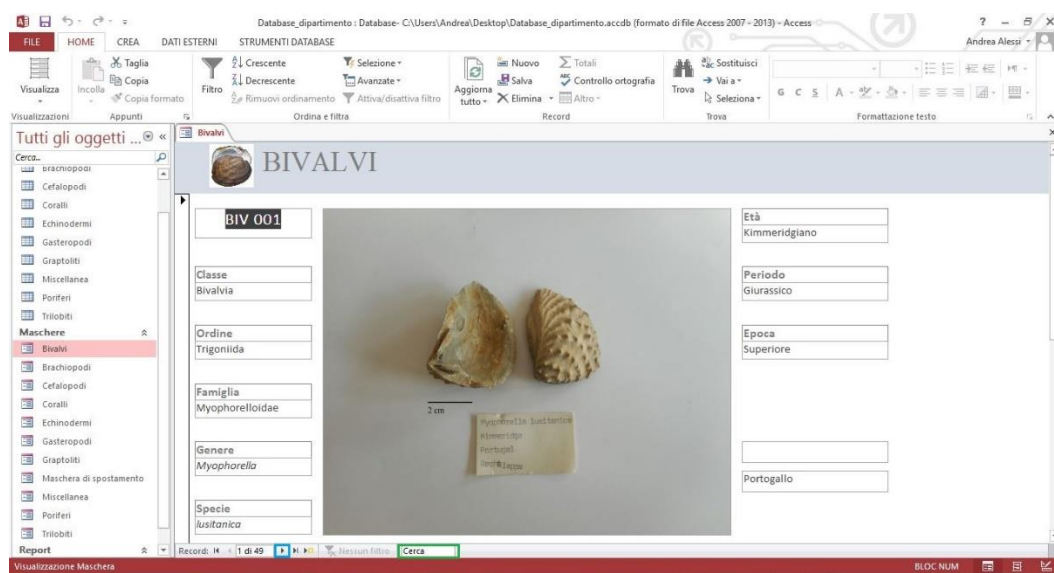 Database_dipartimento : Database- C:\Users\Andrea\Desktop\Database_dipartimento.accdb (formato di file Access 2007 - 2013) - Access
FILE HOME CREA DATI ESTERNI STRUMENTI DATABASE Andrea Alessi
Visualizza
Incolla
Taglia
Copia
Copia formato
Filtro
Crescente
Decrescente
Rimuovi ordinamento
Selezione
Avanzate
Attiva/disattiva filtro
Aggiorna
tutto
Nuovo
Salva
Elimina
Totali
Controllo ortografia
Altro
Trova
Sostituisci
Vai a
Seleziona
G C S A
Visualizzazioni Appunti Ordina e filtra Record Trova Formattazione testo
Tutti gli oggetti ...
Cerca...
Brachiopodi
Cefalopodi
Coralli
Echinodermi
Gasteropodi
Graptoliti
Miscellanea
Poriferi
Trilobiti
Maschere
Bivalvi
Brachiopodi
Cefalopodi
Coralli
Echinodermi
Gasteropodi
Graptoliti
Maschera di spostamento
Miscellanea
Poriferi
Trilobiti
Report
Bivalvi
BIVALVI
BIV 001
Classe
Bivalvia
Ordine
Trigoniida
Famiglia
Myophorelloidae
Genere
Myophorella
Specie
lusitanica
2 cm
Myophorella lusitanica
Portugal
Età
Kimmeridgiano
Periodo
Giurassico
Epoca
Superiore
Portogallo
Record: 1 di 49 Nessun filtro Cerca
Visualizzazione Maschera BLOC NUM